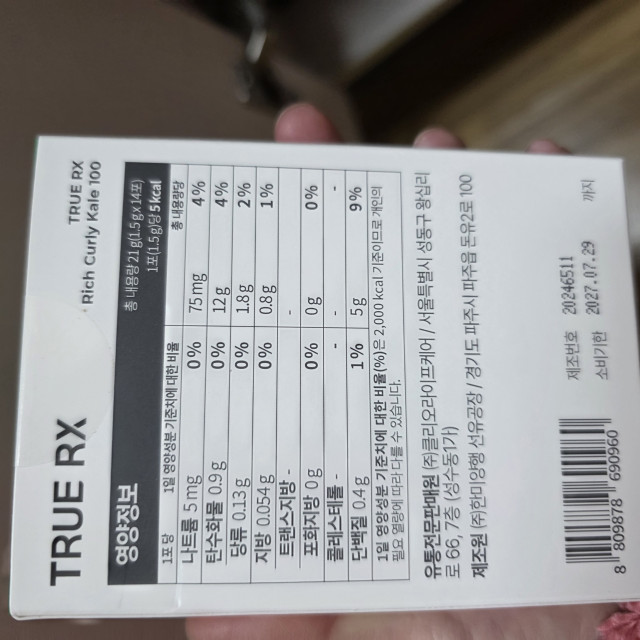 TRUE RX
TRUE RX
Rich Curly Kale 100
영양정보
총 내용량 21 g(1.5 g x 14포)
1포(1.5 g)당 5 kcal
1포 당 1일 영양성분 기준치에 대한 비율 총 내용량당
나트륨 5 mg 0% 75 mg 4%
탄수화물 0.9 g 0% 12 g 4%
당류 0.13 g 0% 1.8 g 2%
지방 0.054 g 0% 0.8 g 1%
트랜스지방 - -
포화지방 0 g 0% 0 g 0%
콜레스테롤 - - - -
단백질 0.4 g 1% 5 g 9%
1일 영양성분 기준치에 대한 비율(%)은 2,000 kcal 기준이므로 개인의
필요 열량에 따라 다를 수 있습니다.
유통전문판매원 (주)클리오라이프케어 / 서울특별시 성동구 왕십리
로 66, 7층 (성수동1가)
제조원 (주)한미양행 선유공장 / 경기도 파주시 파주읍 돈유2로 100
제조번호 20246511
소비기한 2027.07.29 까지
8 809878 690960